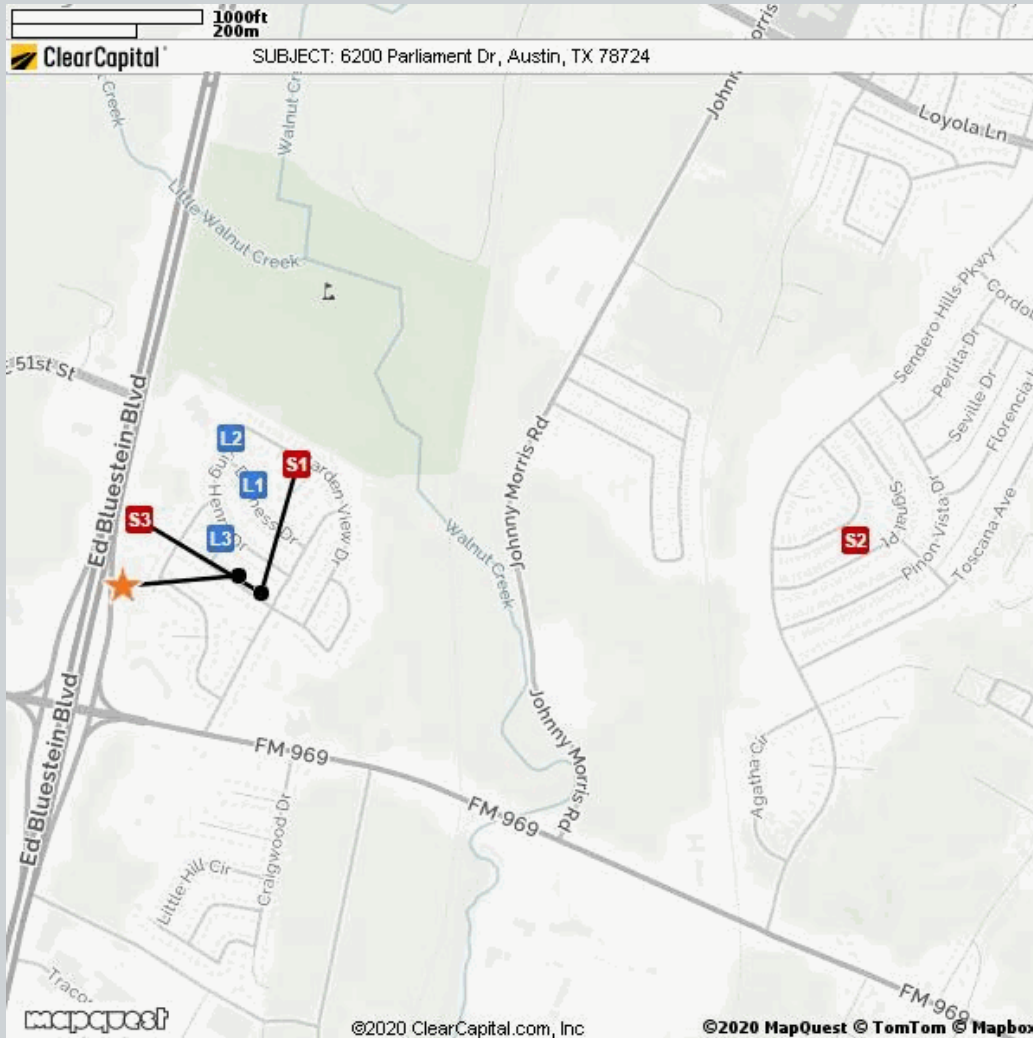 1000ft
200m
ClearCapital
SUBJECT: 6200 Parliament Dr, Austin, TX 78724
Creek
Walnut
Johnny Morris Rd
Loyola Ln
Little Walnut Creek
Sendero Hills Pkwy
Perlita Dr
Seville Dr
E 51st St
Ed Bluestein Blvd
L2
S1
L1
S3
L3
Duchess Dr
Johnny Morris Rd
Signal Pt
Pinon Vista Dr
Toscana Ave
S2
Walnut Creek
Ed Bluestein Blvd
FM 969
Johnny Morris Rd
Agatha Cir
FM 969
Craigwood Dr
Little Hill Cir
FM 969
mapquest
©2020 ClearCapital.com, Inc
©2020 MapQuest © TomTom © Mapbox